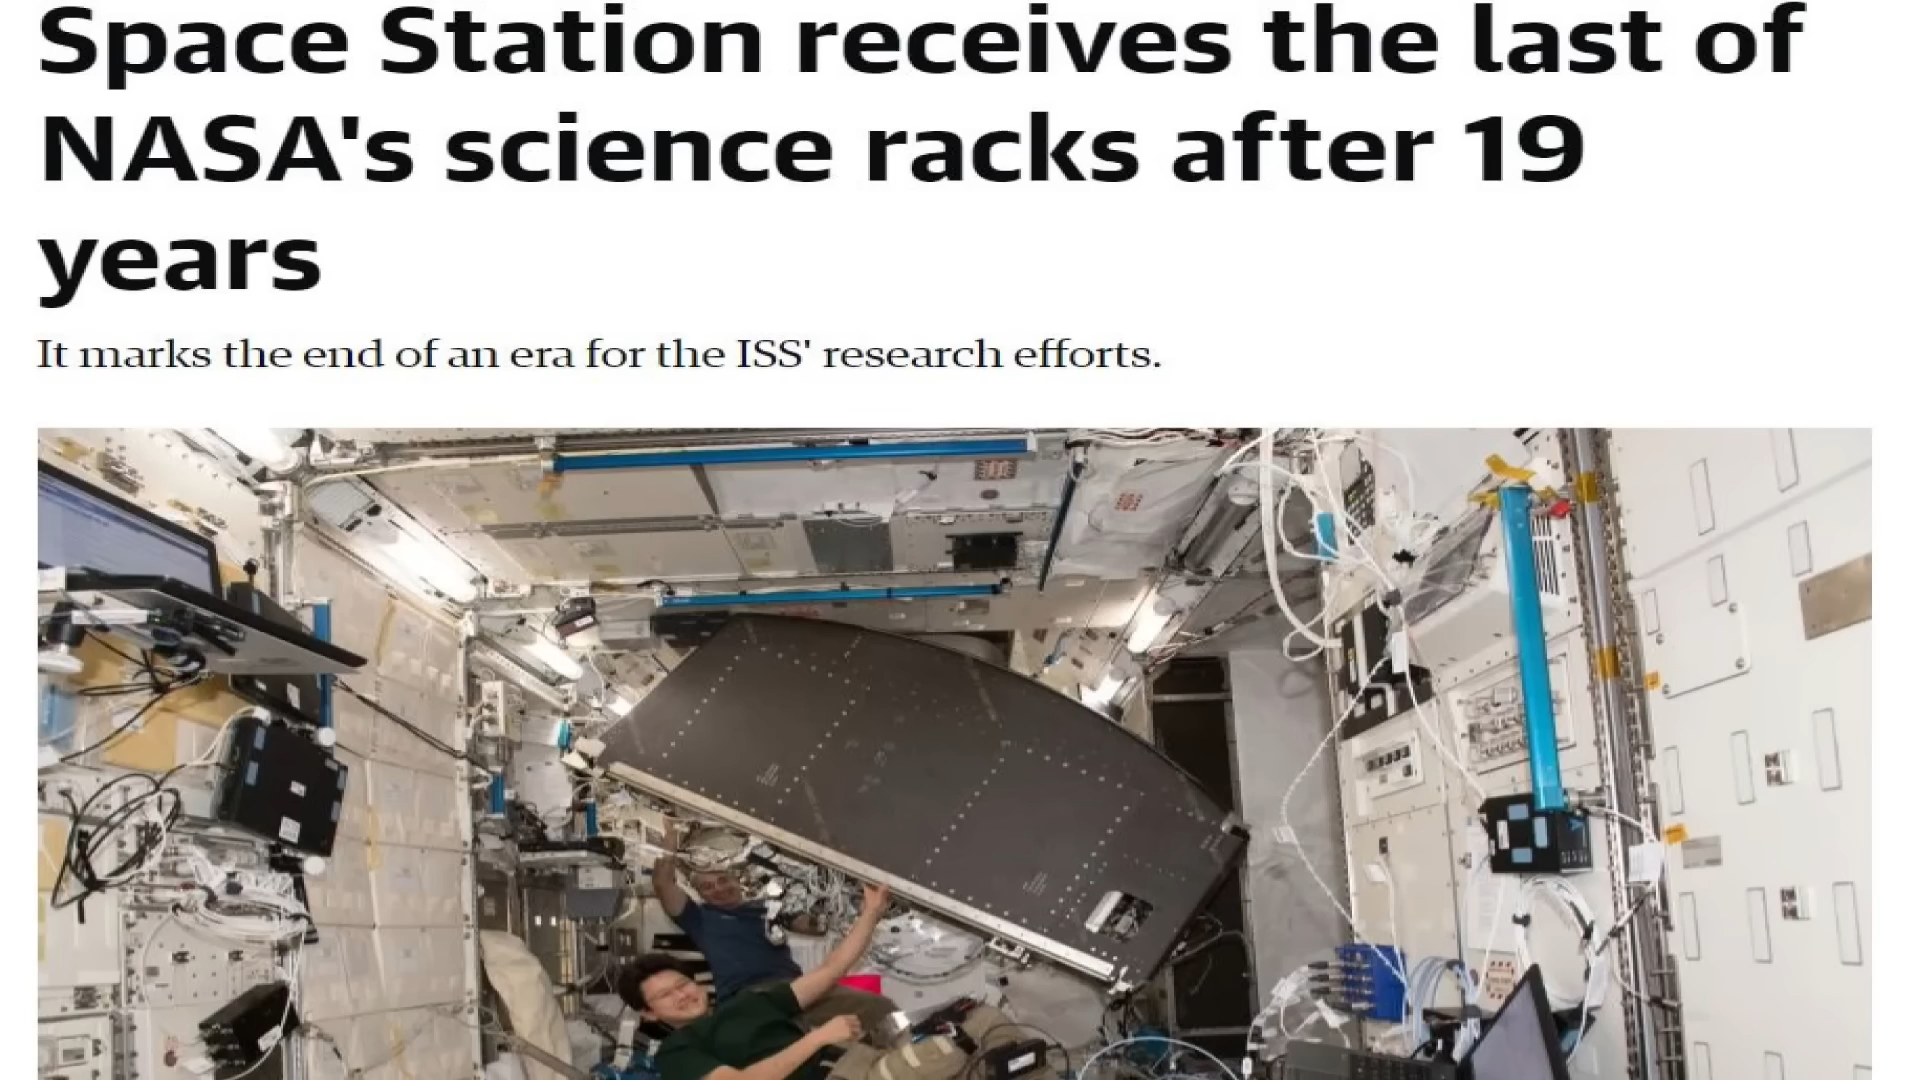 Space Station receives the last of
NASA's science racks after 19
years
It marks the end of an era for the ISS' research efforts.